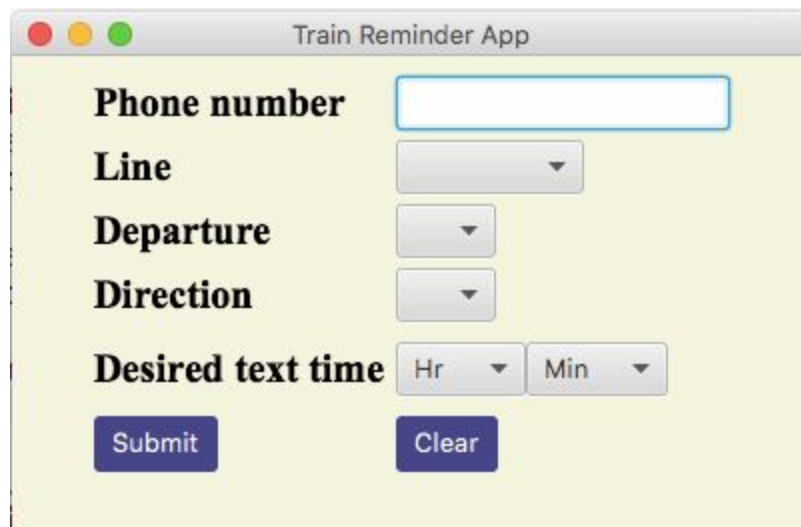 Train Reminder App
Phone number
Line
Departure
Direction
Desired text time Hr Min
Submit Clear